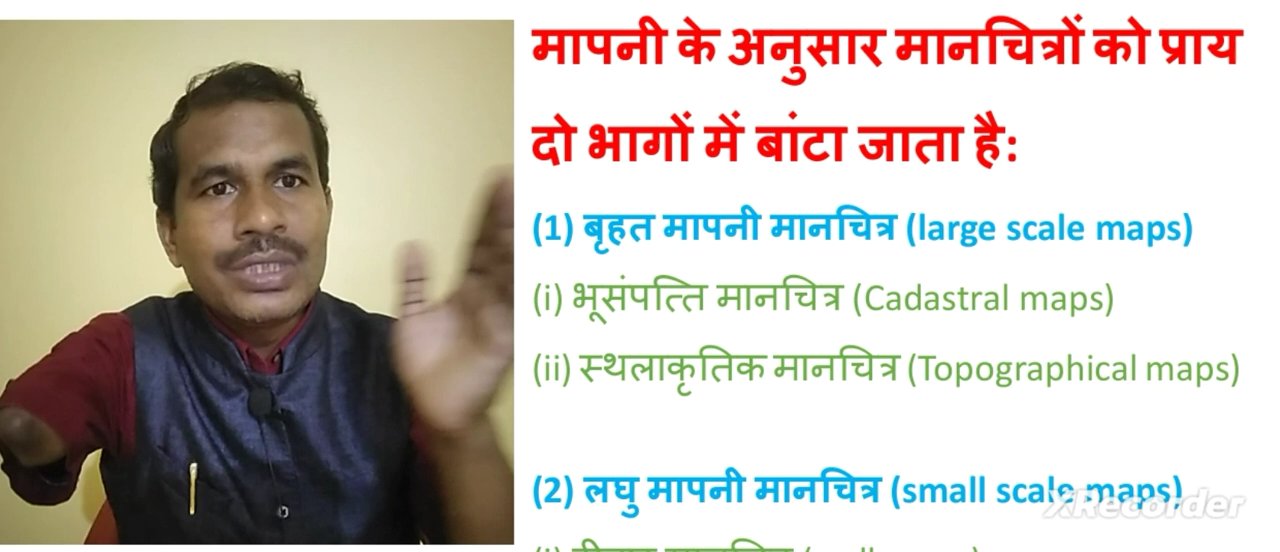 मापनी के अनुसार मानचित्रों को प्राय
दो भागों में बांटा जाता है:
(1) बृहत मापनी मानचित्र (large scale maps)
(i) भूसंपत्ति मानचित्र (Cadastral maps)
(ii) स्थलाकृतिक मानचित्र (Topographical maps)
(2) लघु मापनी मानचित्र (small scale maps)
XRecorder